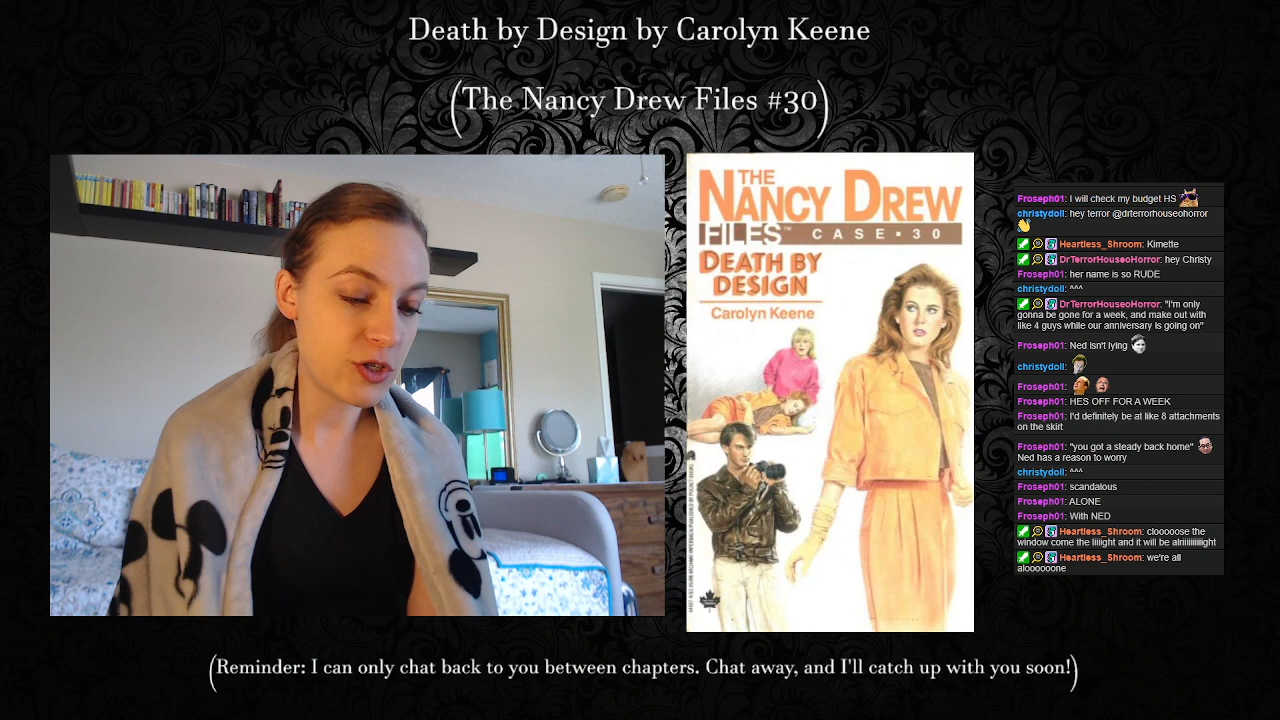 Death by Design by Carolyn Keene
(The Nancy Drew Files #30)
THE
NANCY DREW
FILES™ CASE ▪ 30
DEATH BY
DESIGN
Carolyn Keene
Froseph01: I will check my budget HS
christydoll: hey terror @drterrorhouseohorror
Heartless_Shroom: Kimette
DrTerrorHouseoHorror: hey Christy
Froseph01: her name is so RUDE
christydoll: ^^^
DrTerrorHouseoHorror: "I'm only
gonna be gone for a week, and make out with
like 4 guys while our anniversary is going on"
Froseph01: Ned isn't lying
christydoll:
Froseph01:
Froseph01: HES OFF FOR A WEEK
Froseph01: I'd definitely be at like 8 attachments
on the skirt
Froseph01: "you got a steady back home"
Ned has a reason to worry
christydoll: ^^^
Froseph01: scandalous
Froseph01: ALONE
Froseph01: With NED
Heartless_Shroom: clooooose the
window come the liiiight and it will be aliiiiiiiiiiight
Heartless_Shroom: we're all
aloooooone
(Reminder: I can only chat back to you between chapters. Chat away, and I'll catch up with you soon!)